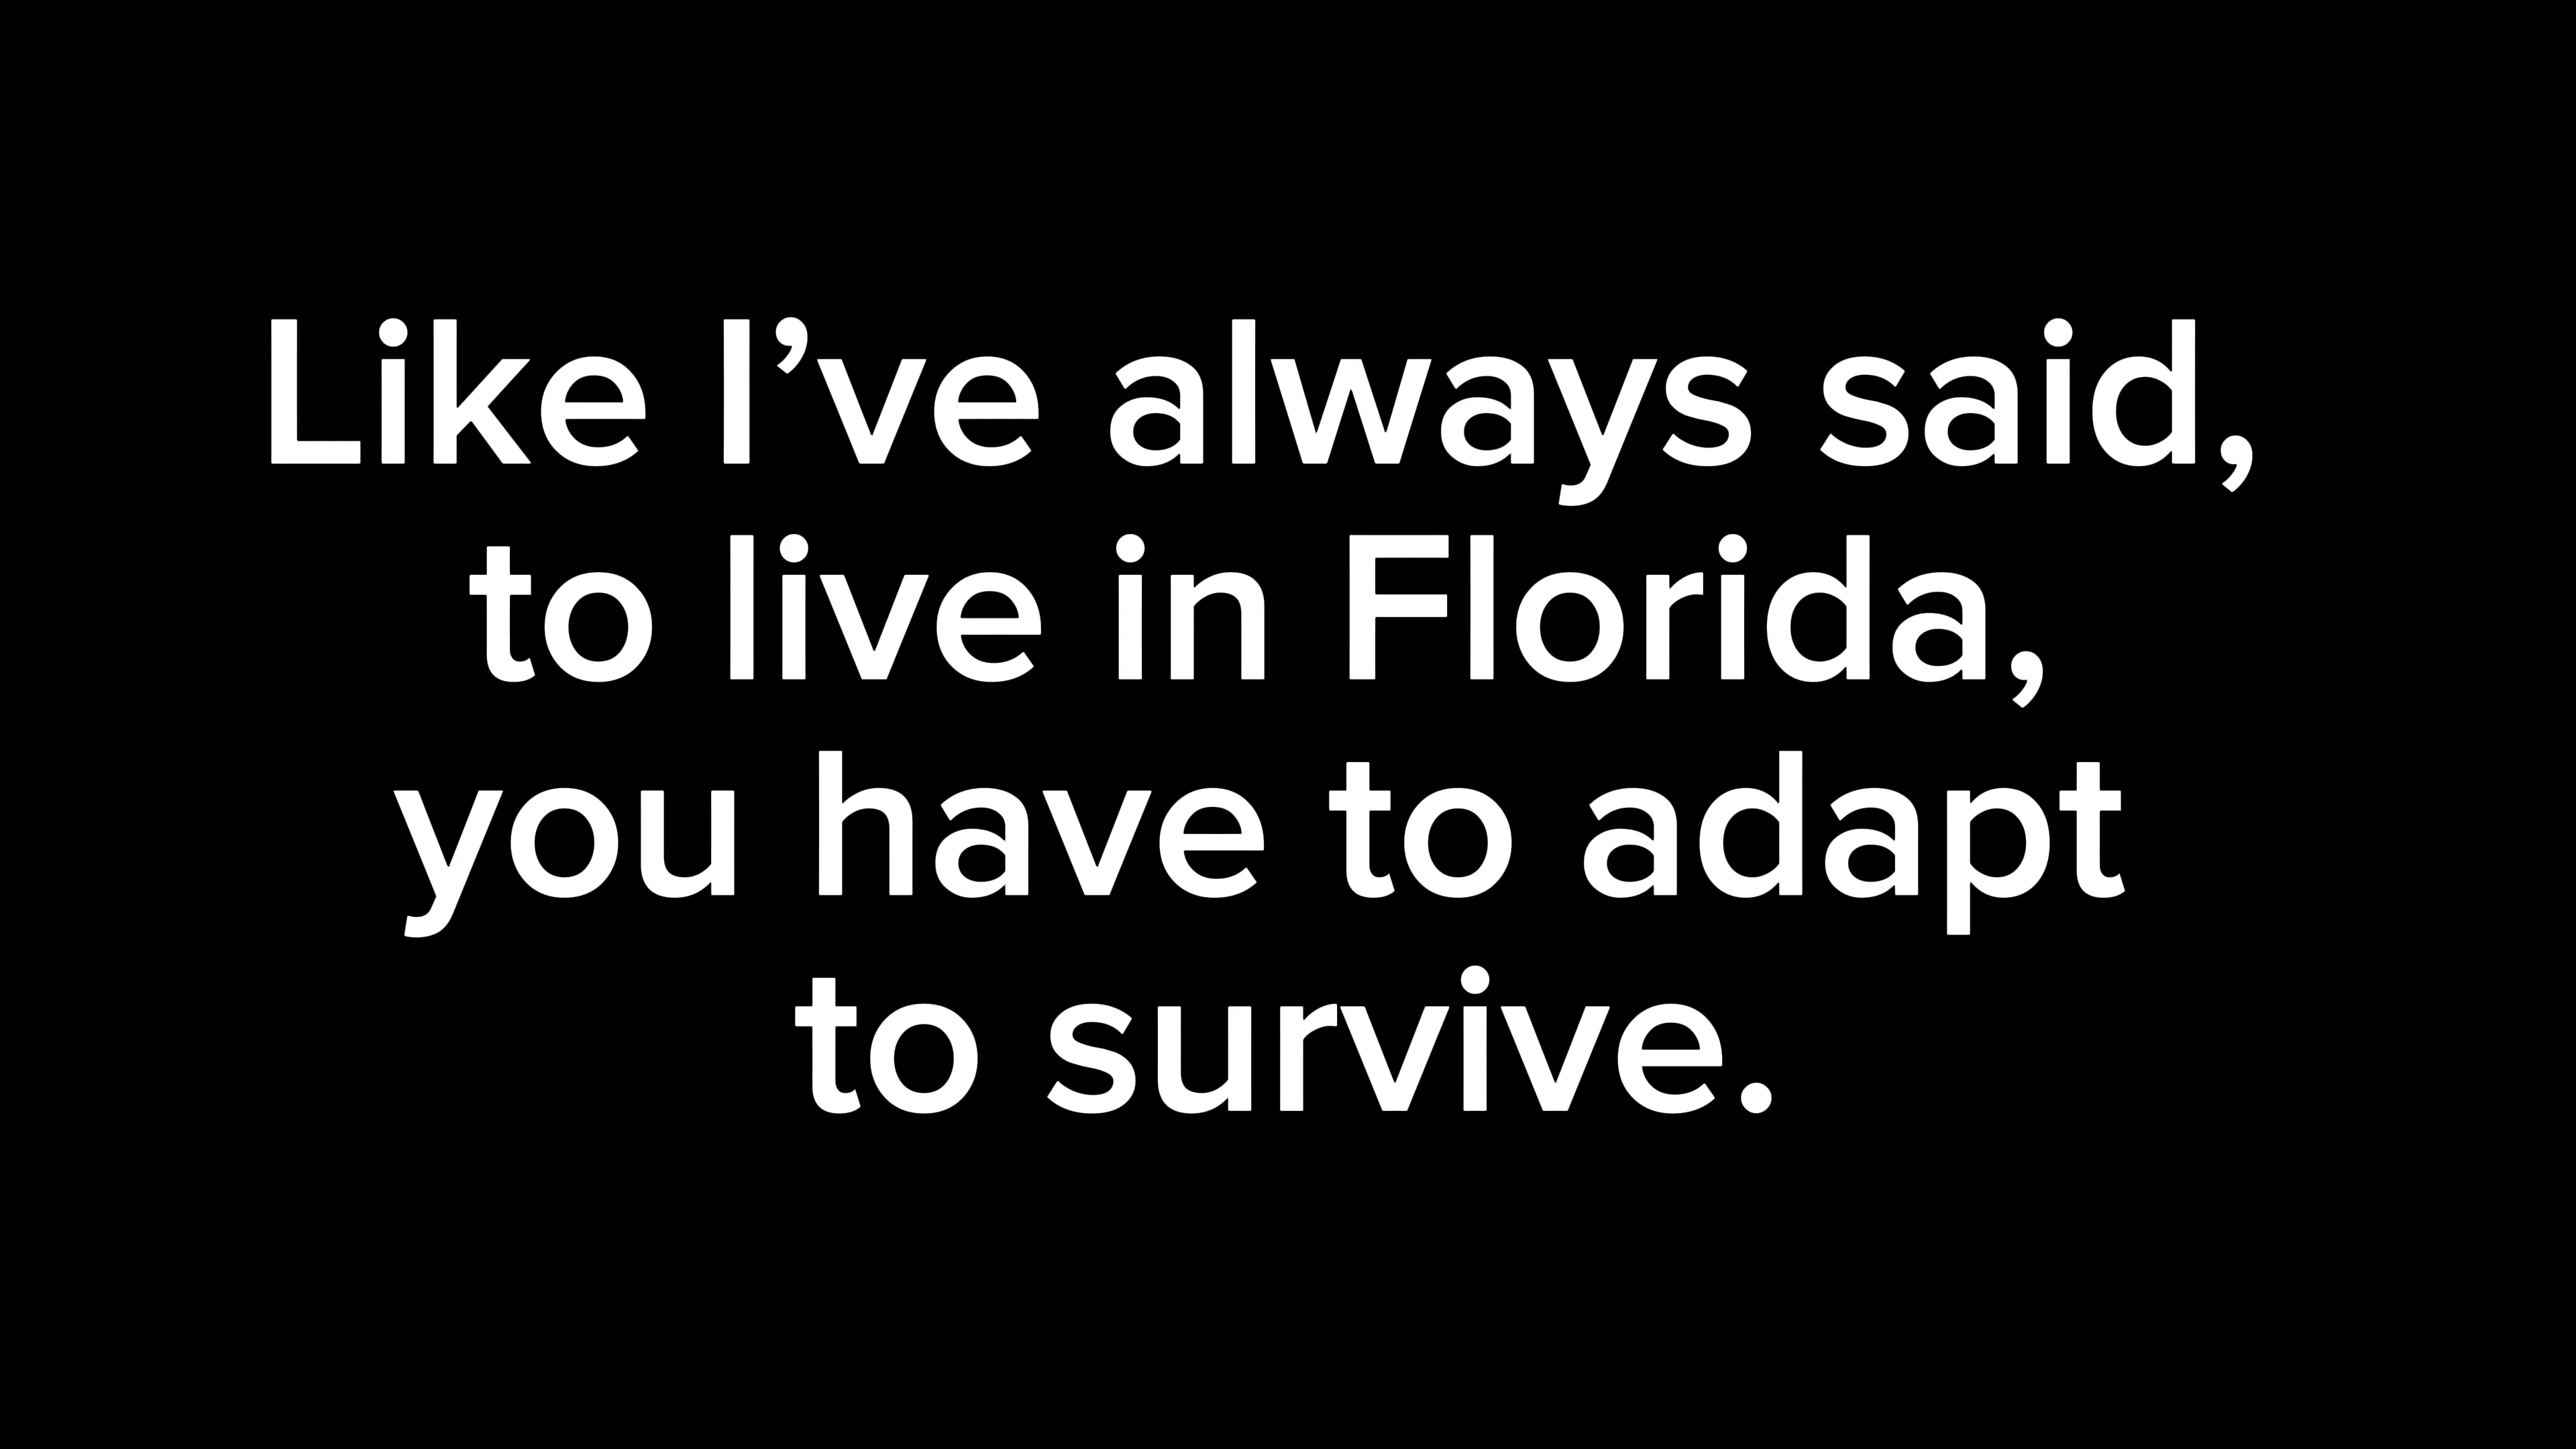 Like I’ve always said,
to live in Florida,
you have to adapt
to survive.